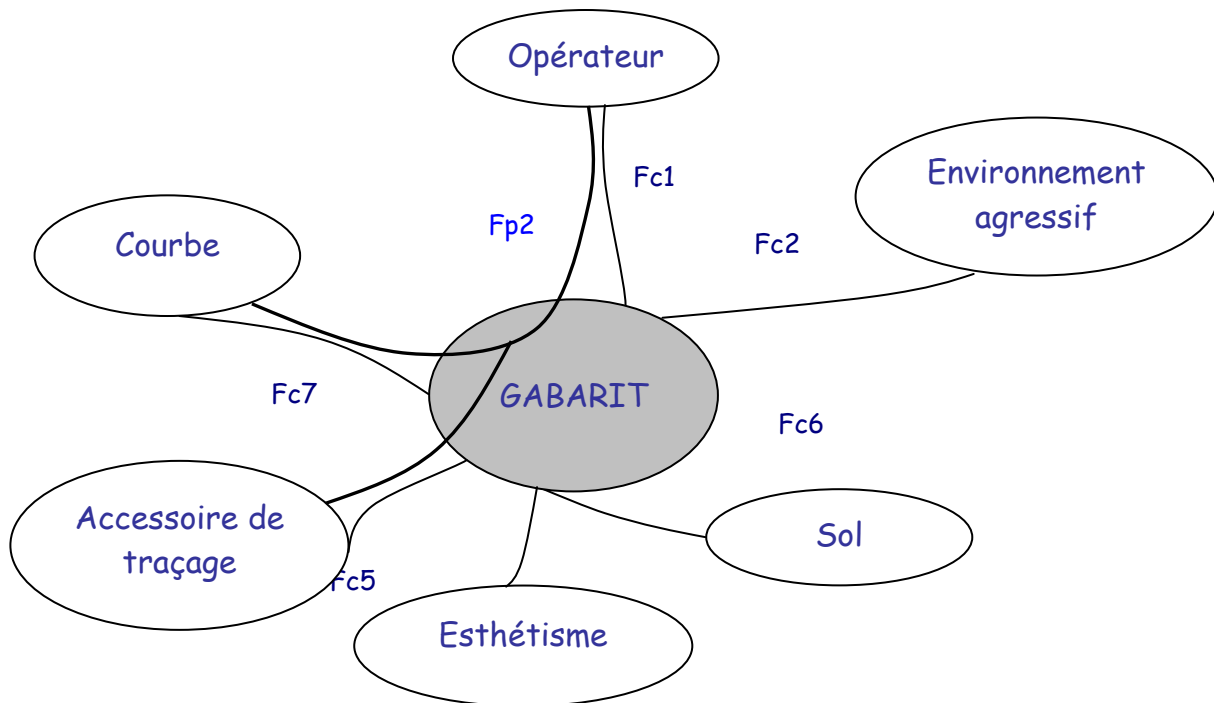 Opérateur
Fc1
Environnement
agressif
Courbe
Fp2
Fc2
Fc7
GABARIT
Fc6
Accessoire de
traçage
Sol
Fc5
Esthétisme